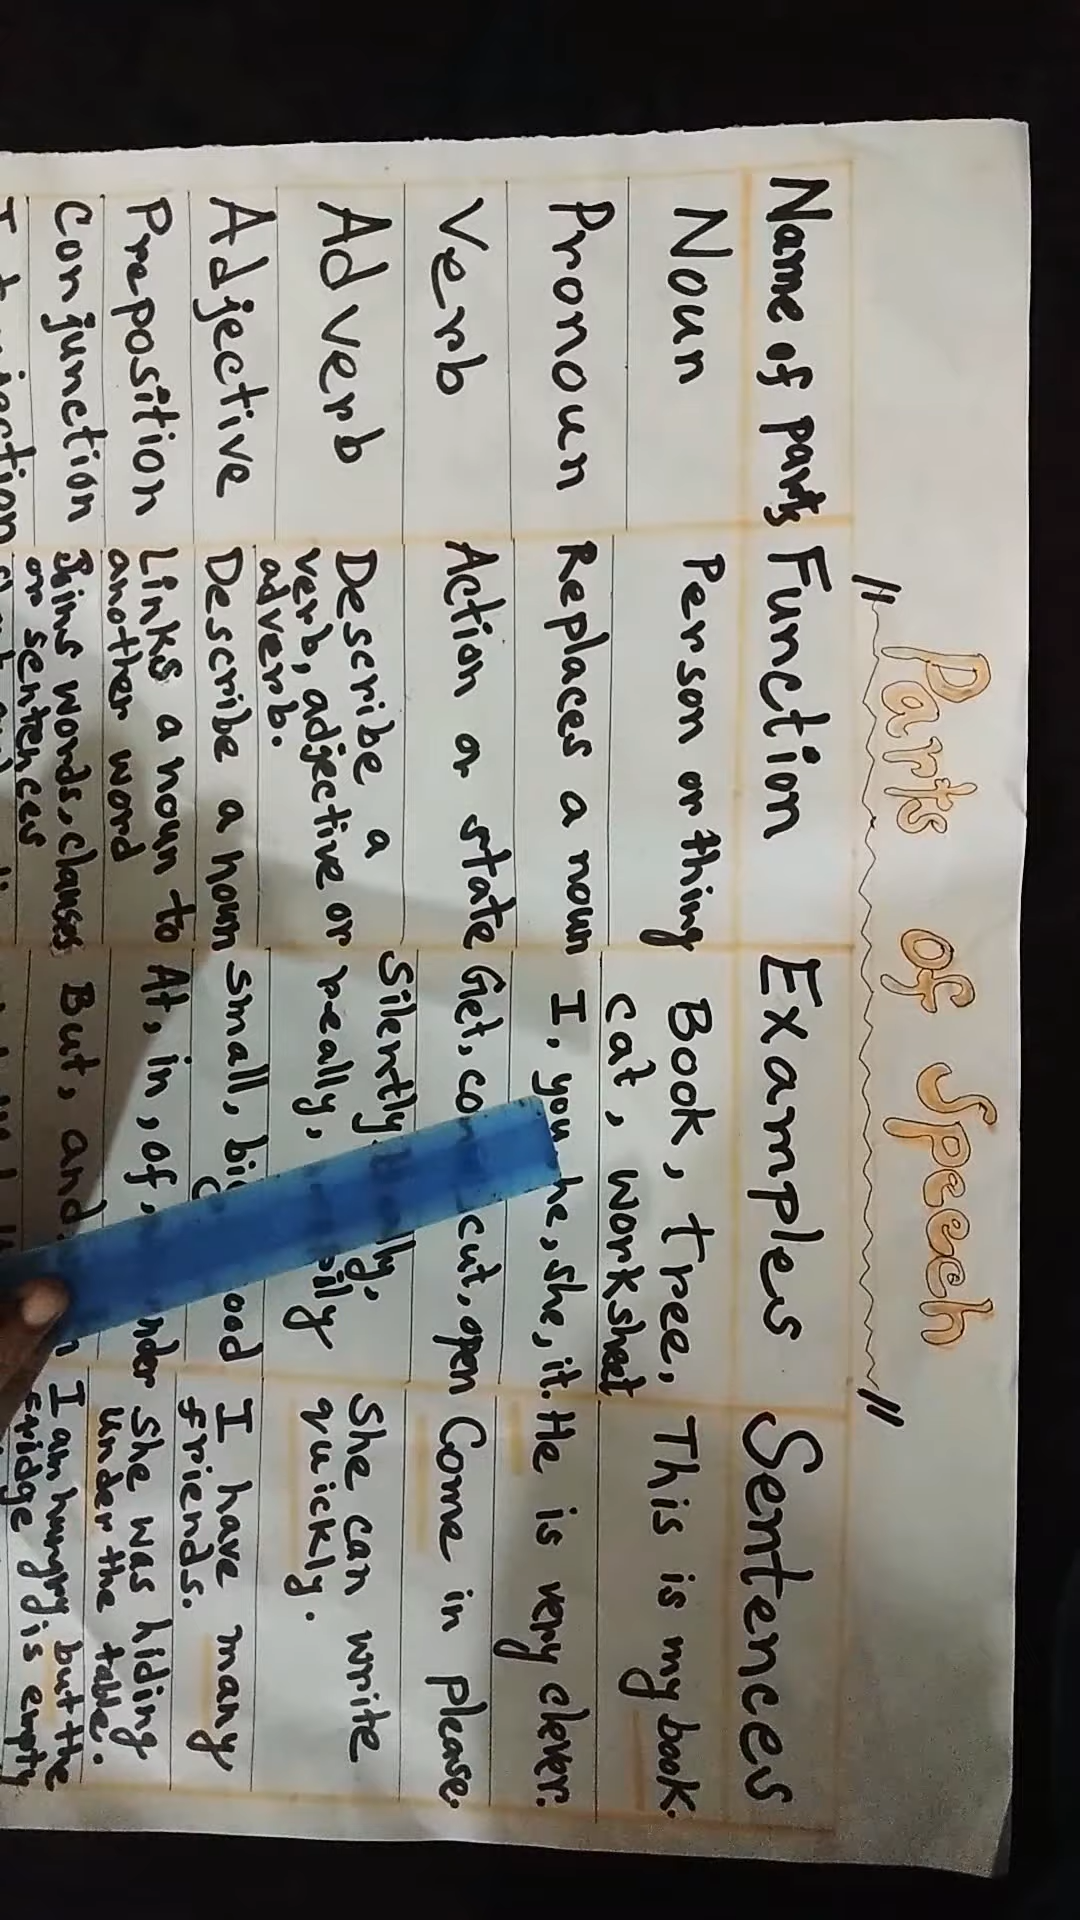 Parts of Speech
Name of parts Function Examples Sentences
Noun Person or thing Book, tree, This is my book.
cat, worksheet
Pronoun Replaces a noun I, you he, she, it. He is very clever.
Verb Action or state Get, cut, open Come in please.
Adverb Describe a Silently, She can write
verb, adjective or really, quickly.
adverb.
Adjective Describe a noun small, I have many
friends.
Preposition Links a noun to At, in, of, She was hiding
another word under the table.
Conjunction Joins words, clauses But, and I am hungry but the
or sentences fridge is empty